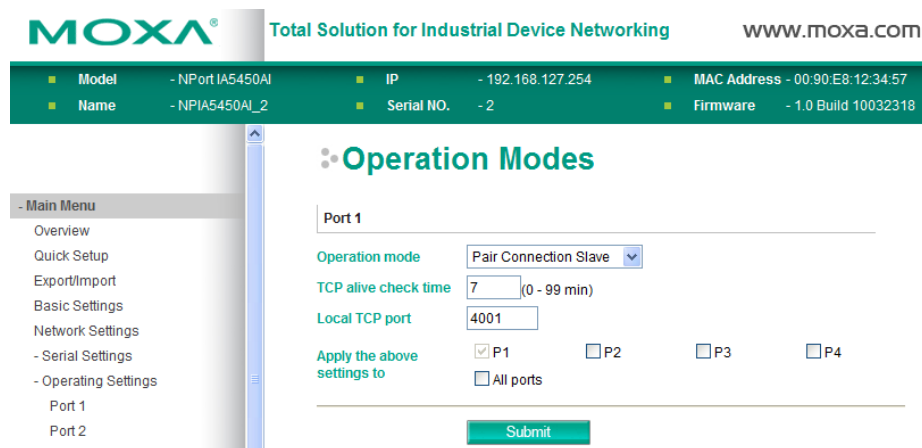 MOXA® Total Solution for Industrial Device Networking www.moxa.com
Model - NPort IA5450AI IP - 192.168.127.254 MAC Address - 00:90:E8:12:34:57
Name - NPIA5450AI_2 Serial NO. - 2 Firmware - 1.0 Build 10032318
Operation Modes
- Main Menu
Overview
Quick Setup
Export/Import
Basic Settings
Network Settings
- Serial Settings
- Operating Settings
Port 1
Port 2
Port 1
Operation mode Pair Connection Slave
TCP alive check time 7 (0 - 99 min)
Local TCP port 4001
Apply the above settings to P1 P2 P3 P4
All ports
Submit